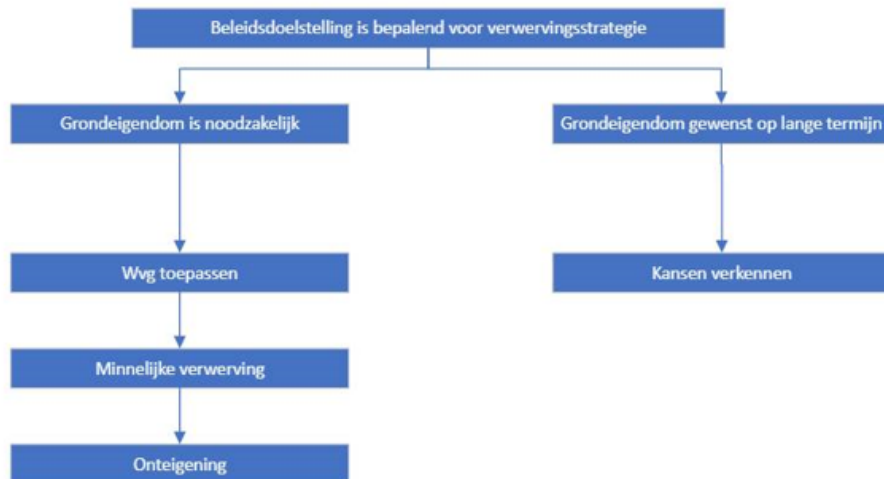 Beleidsdoelstelling is bepalend voor verwervingsstrategie
Grondeigendom is noodzakelijk
Grondeigendom gewenst op lange termijn
Wvg toepassen
Kansen verkennen
Minnelijke verwerving
Onteigening